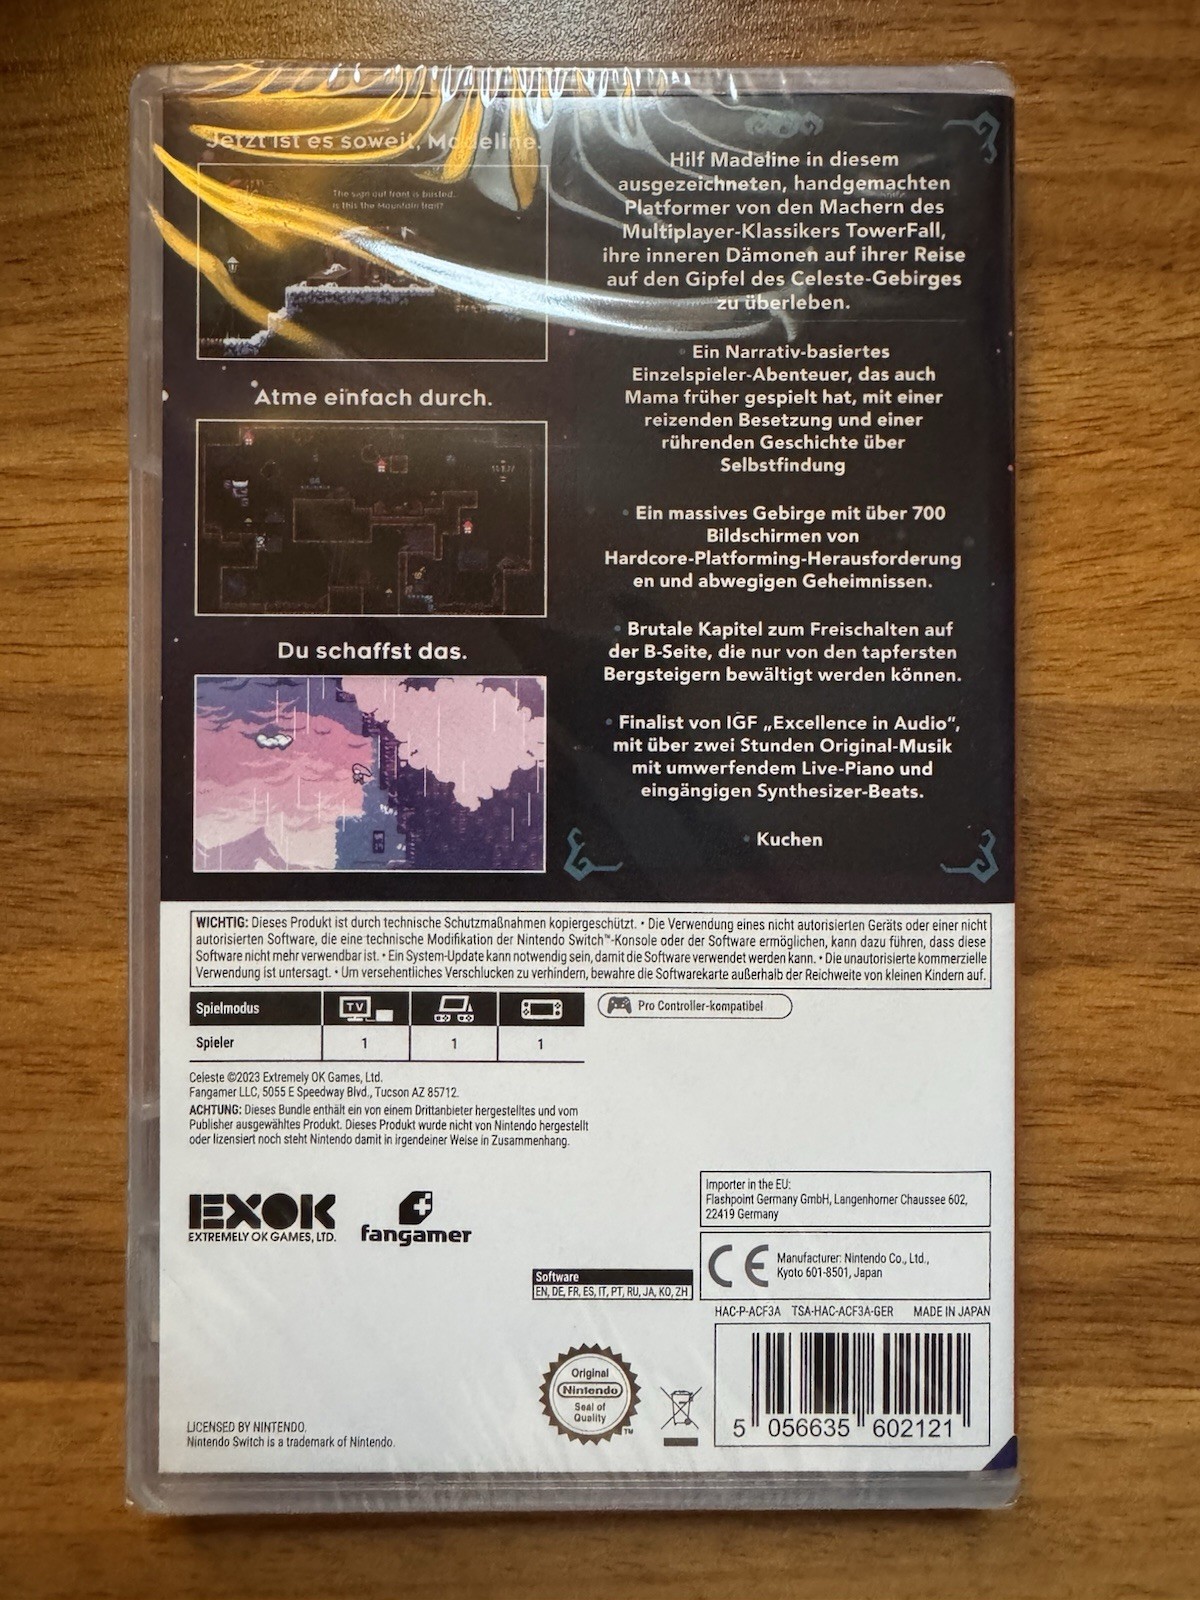 Jetzt ist es soweit, Madeline.
The sign out front is busted.
is this the Mountain trail?
Atme einfach durch.
Du schaffst das.
Hilf Madeline in diesem
ausgezeichneten, handgemachten
Platformer von den Machern des
Multiplayer-Klassikers TowerFall,
ihre inneren Dämonen auf ihrer Reise
auf den Gipfel des Celeste-Gebirges
zu überleben.
• Ein Narrativ-basiertes
Einzelspieler-Abenteuer, das auch
Mama früher gespielt hat, mit einer
reizenden Besetzung und einer
rührenden Geschichte über
Selbstfindung
• Ein massives Gebirge mit über 700
Bildschirmen von
Hardcore-Platforming-Herausforderung
en und abwegigen Geheimnissen.
• Brutale Kapitel zum Freischalten auf
der B-Seite, die nur von den tapfersten
Bergsteigern bewältigt werden können.
• Finalist von IGF „Excellence in Audio“,
mit über zwei Stunden Original-Musik
mit umwerfendem Live-Piano und
eingängigen Synthesizer-Beats.
• Kuchen
WICHTIG: Dieses Produkt ist durch technische Schutzmaßnahmen kopiergeschützt. • Die Verwendung eines nicht autorisierten Geräts oder einer nicht
autorisierten Software, die eine technische Modifikation der Nintendo Switch™-Konsole oder der Software ermöglichen, kann dazu führen, dass diese
Software nicht mehr verwendbar ist. • Ein System-Update kann notwendig sein, damit die Software verwendet werden kann. • Die unautorisierte kommerzielle
Verwendung ist untersagt. • Um versehentliches Verschlucken zu verhindern, bewahre die Softwarekarte außerhalb der Reichweite von kleinen Kindern auf.
Spielmodus TV
Pro Controller-kompatibel
Spieler 1 1 1
Celeste ©2023 Extremely OK Games, Ltd.
Fangamer LLC, 5055 E Speedway Blvd., Tucson AZ 85712.
ACHTUNG: Dieses Bundle enthält ein von einem Drittanbieter hergestelltes und vom
Publisher ausgewähltes Produkt. Dieses Produkt wurde nicht von Nintendo hergestellt
oder lizensiert noch steht Nintendo damit in irgendeiner Weise in Zusammenhang.
EXOK
EXTREMELY OK GAMES, LTD.
fangamer
Importer in the EU:
Flashpoint Germany GmbH, Langenhorner Chaussee 602,
22419 Germany
CE
Manufacturer: Nintendo Co., Ltd.,
Kyoto 601-8501, Japan
Software
EN, DE, FR, ES, IT, PT, RU, JA, KO, ZH
HAC-P-ACF3A TSA-HAC-ACF3A-GER MADE IN JAPAN
Original
Nintendo
Seal of
Quality
TM
5 056635 602121
LICENSED BY NINTENDO.
Nintendo Switch is a trademark of Nintendo.